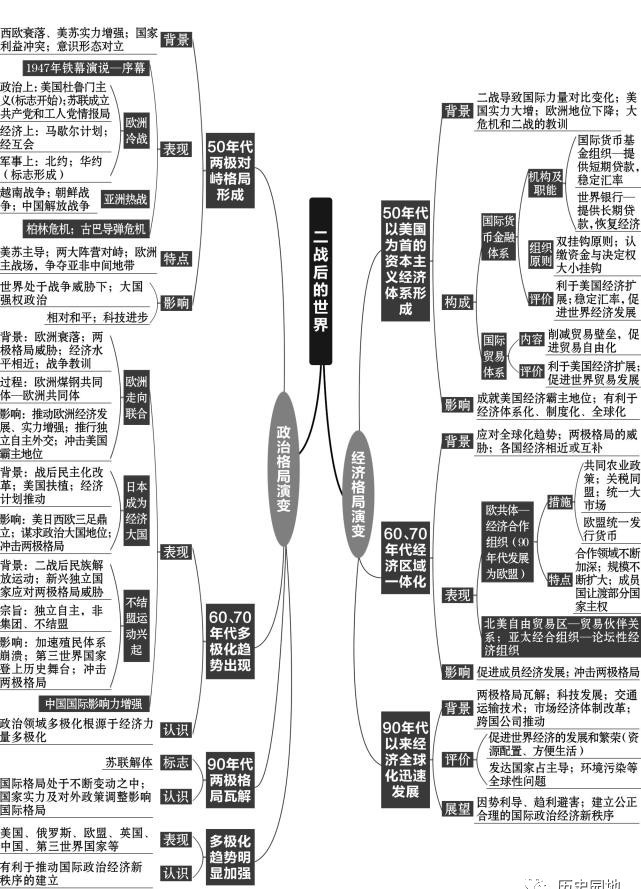 二战后的世界
政治格局演变
50年代
两极对
峙格局
形成
背景
西欧衰落、美苏实力增强；国家
利益冲突；意识形态对立
表现
1947年铁幕演说—序幕
欧洲
冷战
政治上：美国杜鲁门主
义(标志开始)；苏联成立
共产党和工人党情报局
经济上：马歇尔计划；
经互会
军事上：北约；华约
（标志形成）
亚洲热战
越南战争；朝鲜战
争；中国解放战争
柏林危机；古巴导弹危机
特点
美苏主导；两大阵营对峙；欧洲
主战场，争夺亚非中间地带
影响
世界处于战争威胁下；大国
强权政治
相对和平；科技进步
60、70
年代多
极化趋
势出现
表现
欧洲
走向
联合
背景：欧洲衰落；两
极格局威胁；经济水
平相近；战争教训
过程：欧洲煤钢共同
体—欧洲共同体
影响：推动欧洲经济发
展、实力增强；推行独
立自主外交；冲击美国
霸主地位
日本
成为
经济
大国
背景：战后民主化改
革；美国扶植；经济
计划推动
影响：美日西欧三足鼎
立；谋求政治大国地位；
冲击两极格局
不结
盟运
动兴
起
背景：二战后民族解
放运动；新兴独立国
家应对两极格局威胁
宗旨：独立自主，非
集团、不结盟
影响：加速殖民体系
崩溃；第三世界国家
登上历史舞台；冲击
两极格局
中国国际影响力增强
认识
政治领域多极化根源于经济力
量多极化
90年代
两极格
局瓦解
标志
苏联解体
认识
国际格局处于不断变动之中；
国家实力及对外政策调整影响
国际格局
多极化
趋势明
显加强
表现
美国、俄罗斯、欧盟、英国、
中国、第三世界国家等
认识
有利于推动国际政治经济新
秩序的建立
经济格局演变
50年代
以美国
为首的
资本主
义经济
体系形
成
背景
二战导致国际力量对比变化；美
国实力大增；欧洲地位下降；大
危机和二战的教训
构成
国际货
币金融
体系
机构及
职能
国际货币基
金组织—提
供短期贷款，
稳定汇率
世界银行—
提供长期贷
款，恢复经济
组织
原则
双挂钩原则；认
缴资金与决定权
大小挂钩
评价
利于美国经济扩
展；稳定汇率，促
进世界经济发展
国际
贸易
体系
内容
削减贸易壁垒，促
进贸易自由化
评价
利于美国经济扩展；
促进世界贸易发展
影响
成就美国经济霸主地位；有利于
经济体系化、制度化、全球化
60、70
年代经
济区域
一体化
背景
应对全球化趋势；两极格局的威
胁；各国经济相近或互补
表现
欧共体—
经济合作
组织（90
年代发展
为欧盟）
措施
共同农业政
策；关税同
盟；统一大
市场
欧盟统一发
行货币
特点
合作领域不断
加深；规模不
断扩大；成员
国让渡部分国
家主权
北美自由贸易区—贸易伙伴关
系；亚太经合组织—论坛性经
济组织
影响
促进成员经济发展；冲击两极格局
90年代
以来经
济全球
化迅速
发展
背景
两极格局瓦解；科技发展；交通
运输技术；市场经济体制改革；
跨国公司推动
评价
促进世界经济的发展和繁荣（资
源配置、方便生活）
发达国家占主导；环境污染等
全球性问题
展望
因势利导、趋利避害；建立公正
合理的国际政治经济新秩序
历史园地